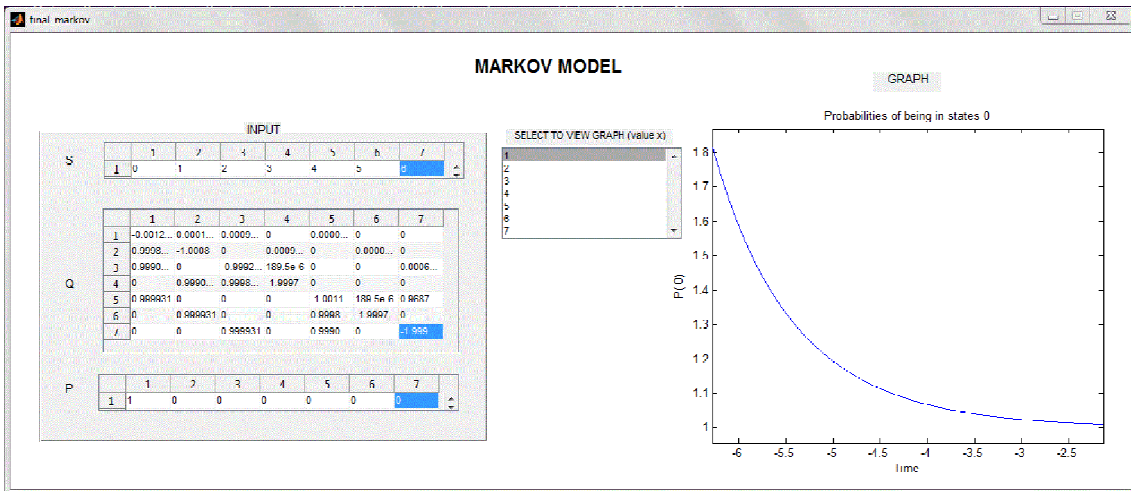 final_markov
MARKOV MODEL
GRAPH
INPUT
S
1 2 3 4 5 6 7
1 0 1 2 3 4 5 6
Q
1 2 3 4 5 6 7
1 -0.0012... 0.0001... 0.0009... 0 0.0000... 0 0
2 0.9998... -1.0008 0 0.0009... 0 0.0000... 0
3 0.9990... 0 0.9992... 189.5e 6 0 0 0.0006...
4 0 0.9990... 0.9998... 1.9997 0 0 0
5 0.999931 0 0 0 1.0011 189.5e 6 0.9687
6 0 0.999931 0 0 0.9998 1.9997 0
7 0 0 0.999931 0 0.9990 0 -1.999
P
1 2 3 4 5 6 7
1 1 0 0 0 0 0 0
SELECT TO VIEW GRAPH (value x)
1
2
3
4
5
6
7
Probabilities of being in states 0
1.8
1.7
1.6
1.5
1.4
1.3
1.2
1.1
1
P( 0)
-6 -5.5 -5 -4.5 -4 -3.5 -3 -2.5
Time